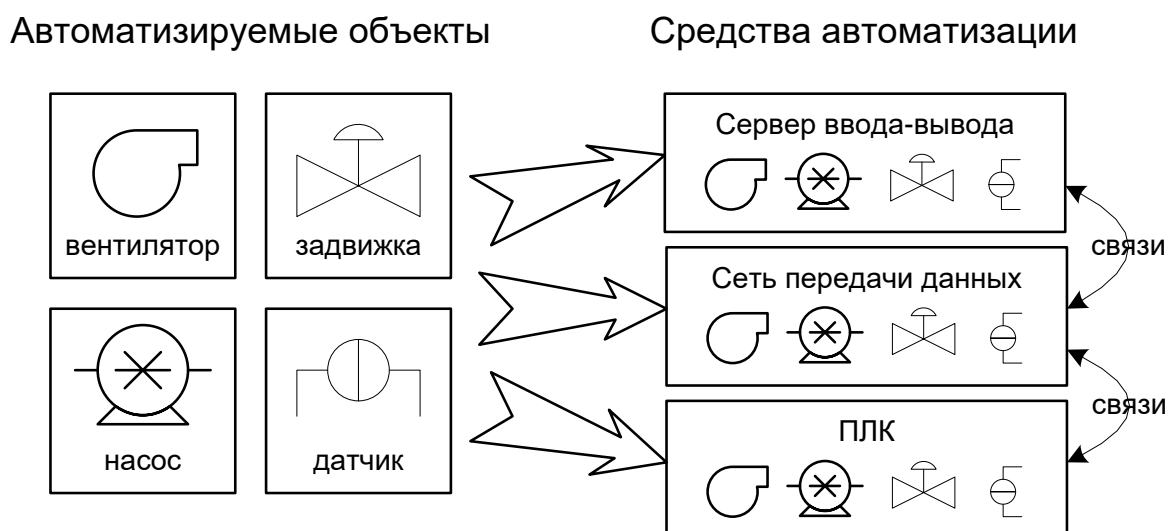 Автоматизируемые объекты
Средства автоматизации
вентилятор
задвижка
насос
датчик
Сервер ввода-вывода
связи
Сеть передачи данных
связи
ПЛК